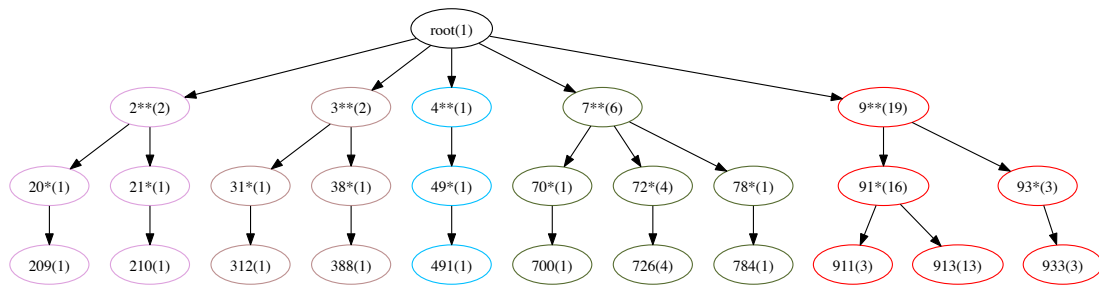 root(1)
2**(2) 3**(2) 4**(1) 7**(6) 9**(19)
20*(1) 21*(1) 31*(1) 38*(1) 49*(1) 70*(1) 72*(4) 78*(1) 91*(16) 93*(3)
209(1) 210(1) 312(1) 388(1) 491(1) 700(1) 726(4) 784(1) 911(3) 913(13) 933(3)